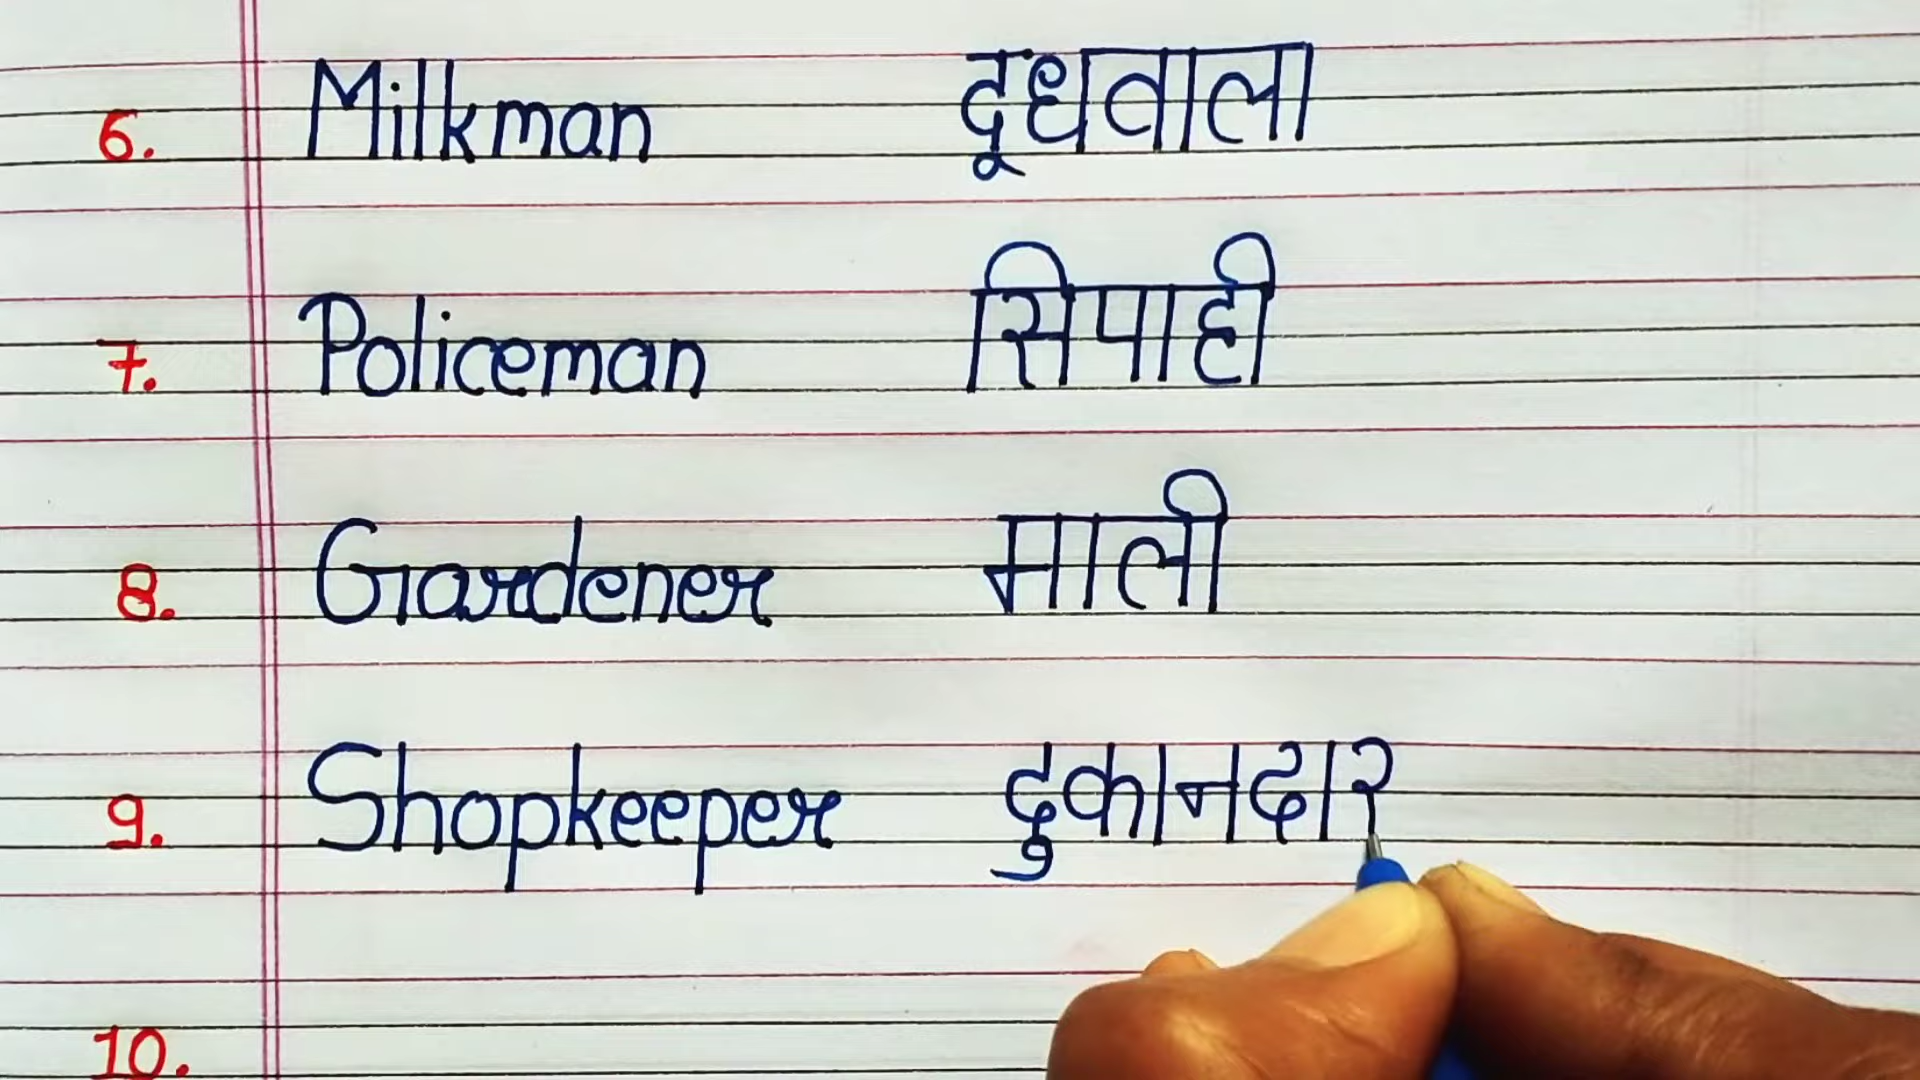 6. Milkman दूधवाला
7. Policeman सिपाही
8. Gardener माली
9. Shopkeeper दुकानदार
10.